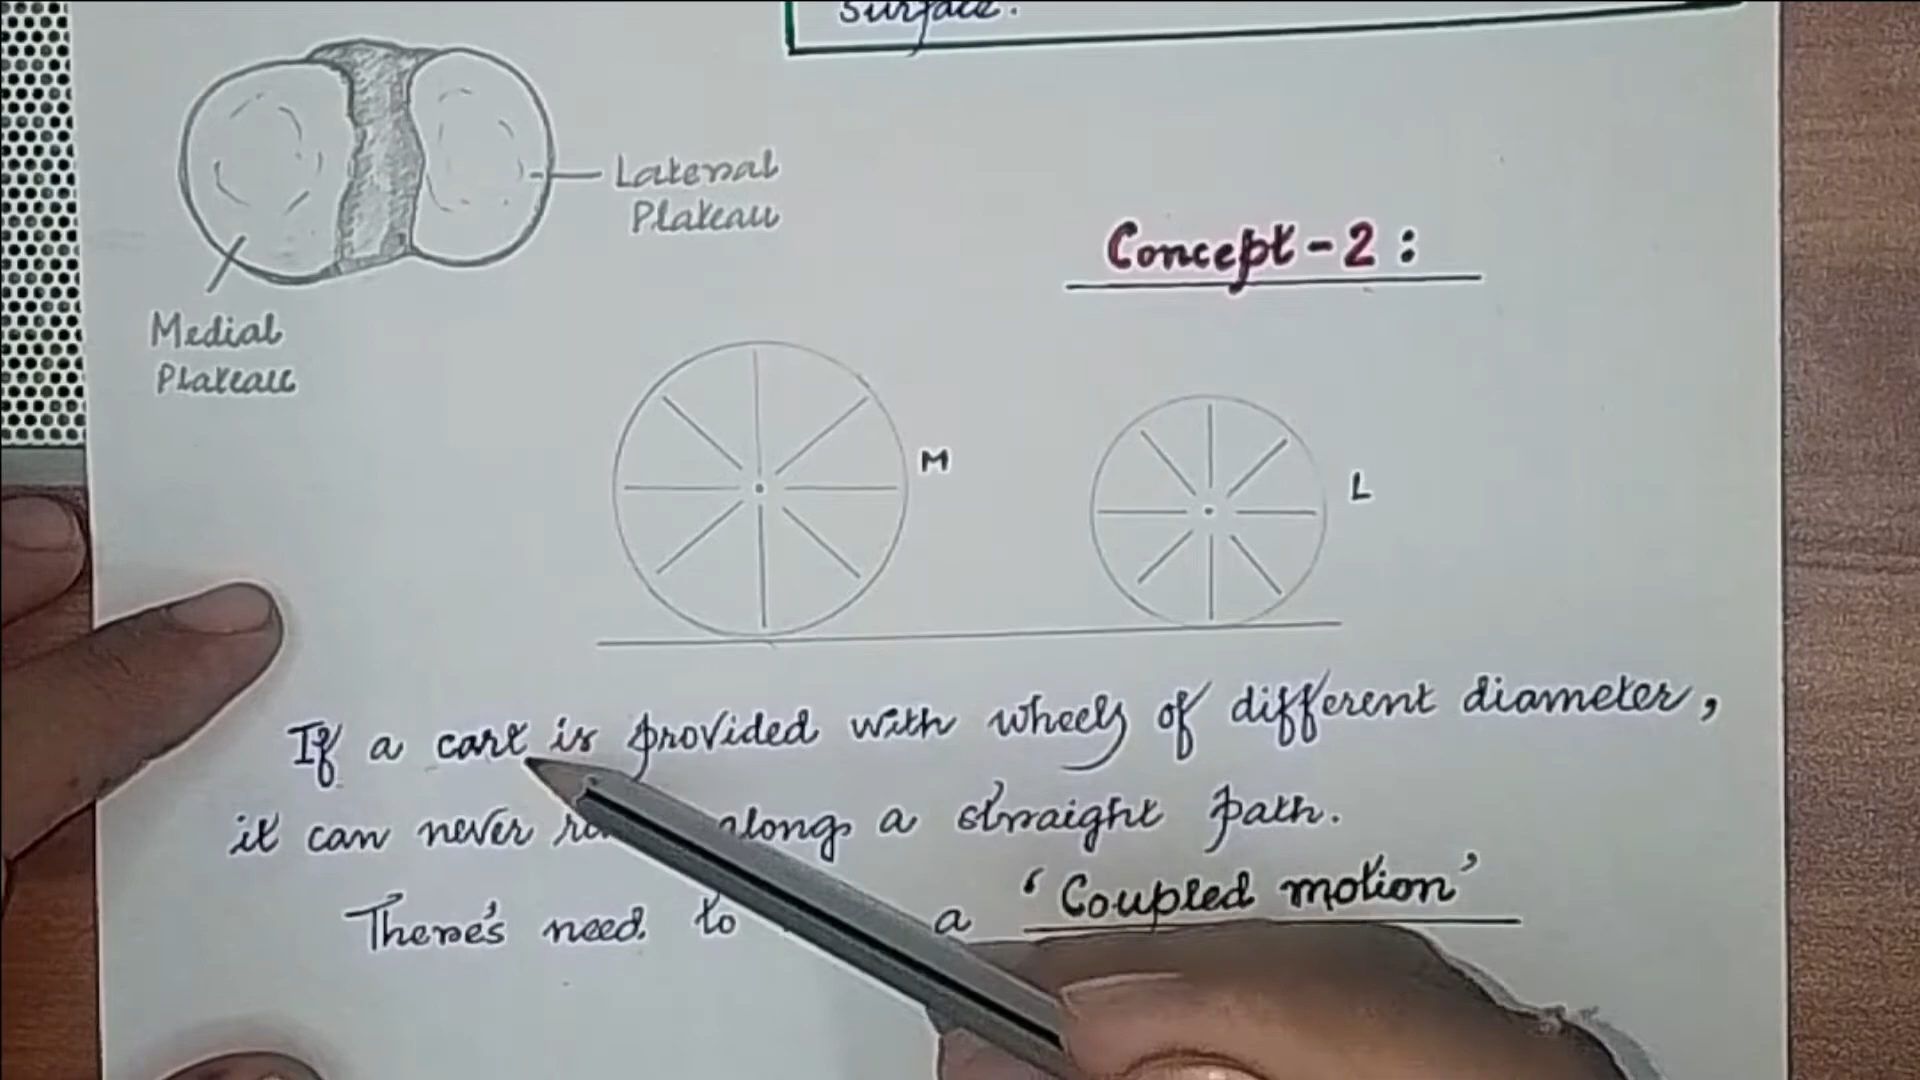 surface.
Lateral
Plateau
Medial
Plateau
Concept-2:
M
L
If a cart is provided with wheels of different diameter,
it can never along a straight path.
There's need to a 'Coupled motion'